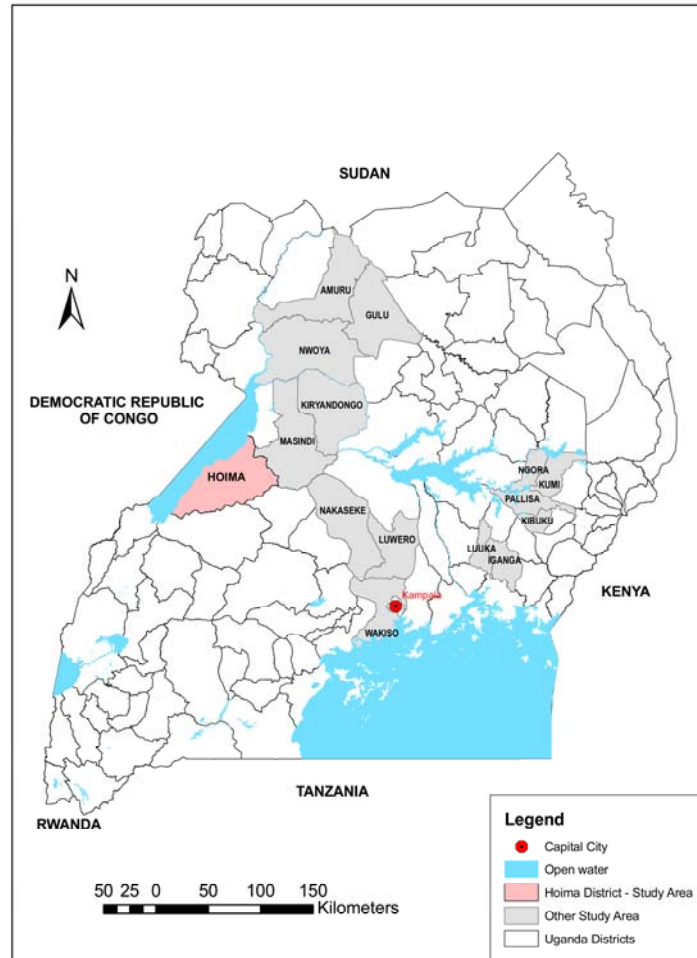 SUDAN
N
AMURU
GULU
NWOYA
DEMOCRATIC REPUBLIC
OF CONGO
KIRYANDONGO
MASINDI
HOIMA
NGORA
KUMI
PALLISA
NAKASEKE
KIBUKU
LUWERO
LUUKA
IGANGA
KENYA
Kampala
WAKISO
TANZANIA
RWANDA
Legend
Capital City
Open water
Hoima District - Study Area
Other Study Area
Uganda Districts
50 25 0 50 100 150
Kilometers